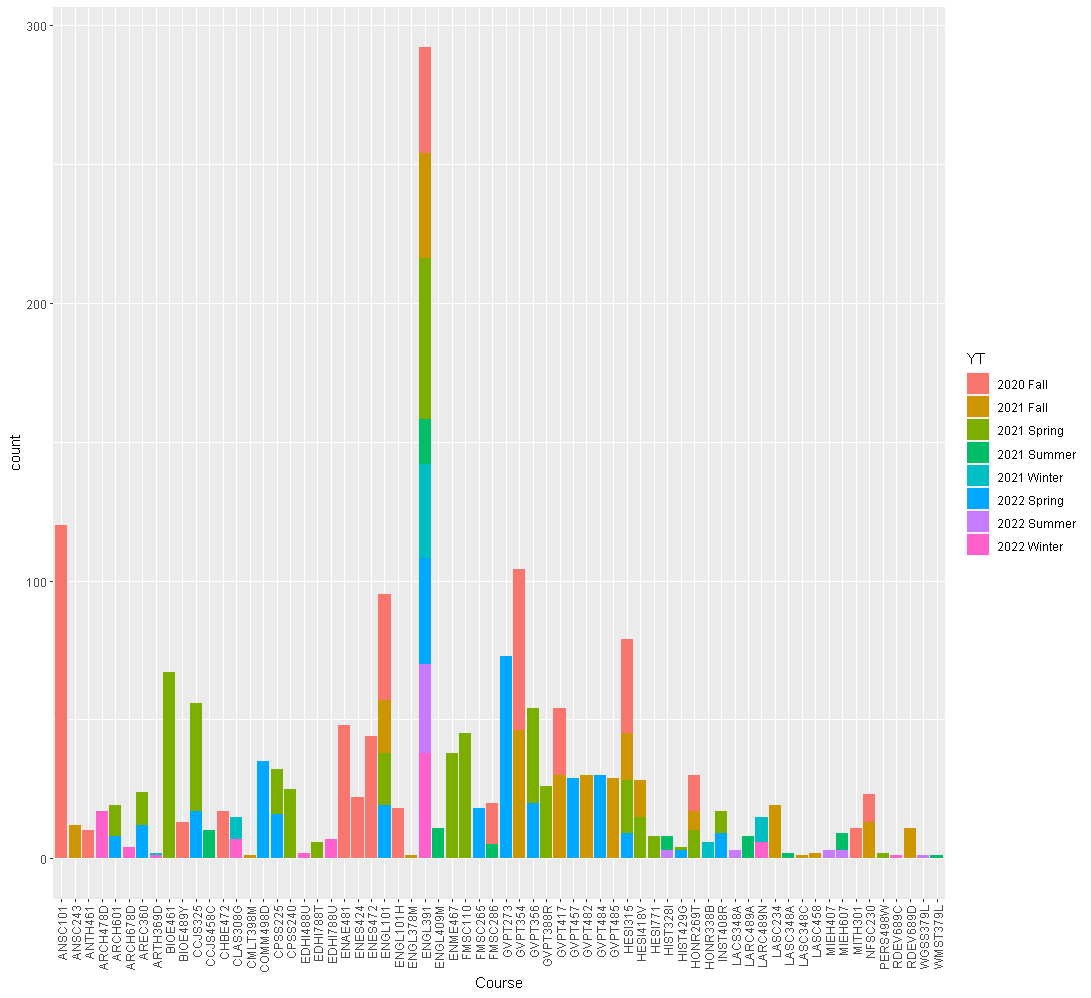 300
200
100
0
count
ANSC101
ANSC243
ANTH461
ARCH478D
ARCH601
ARCH678D
AREC360
ARTH369D
BIOE461
BIOE489Y
CCJS325
CCJS458C
CHBE472
CLAS308G
CMLT398M
COMM498D
CPSS225
CPSS240
EDHI488U
EDHI788T
EDHI788U
ENAE481
ENES424
ENES472
ENGL101
ENGL101H
ENGL378M
ENGL391
ENGL409M
ENME467
FMSC110
FMSC265
FMSC286
GVPT273
GVPT354
GVPT356
GVPT388R
GVPT417
GVPT457
GVPT482
GVPT484
GVPT485
HESI315
HESI418V
HESI771
HIST328I
HIST429G
HONR269T
HONR338B
INST408R
LACS348A
LARC489A
LARC489N
LASC234
LASC348A
LASC348C
LASC458
MIEH407
MIEH607
MITH301
NFSC230
PERS498W
RDEV689C
RDEV689D
WGSS379L
WMST379L
Course
YT
2020 Fall
2021 Fall
2021 Spring
2021 Summer
2021 Winter
2022 Spring
2022 Summer
2022 Winter